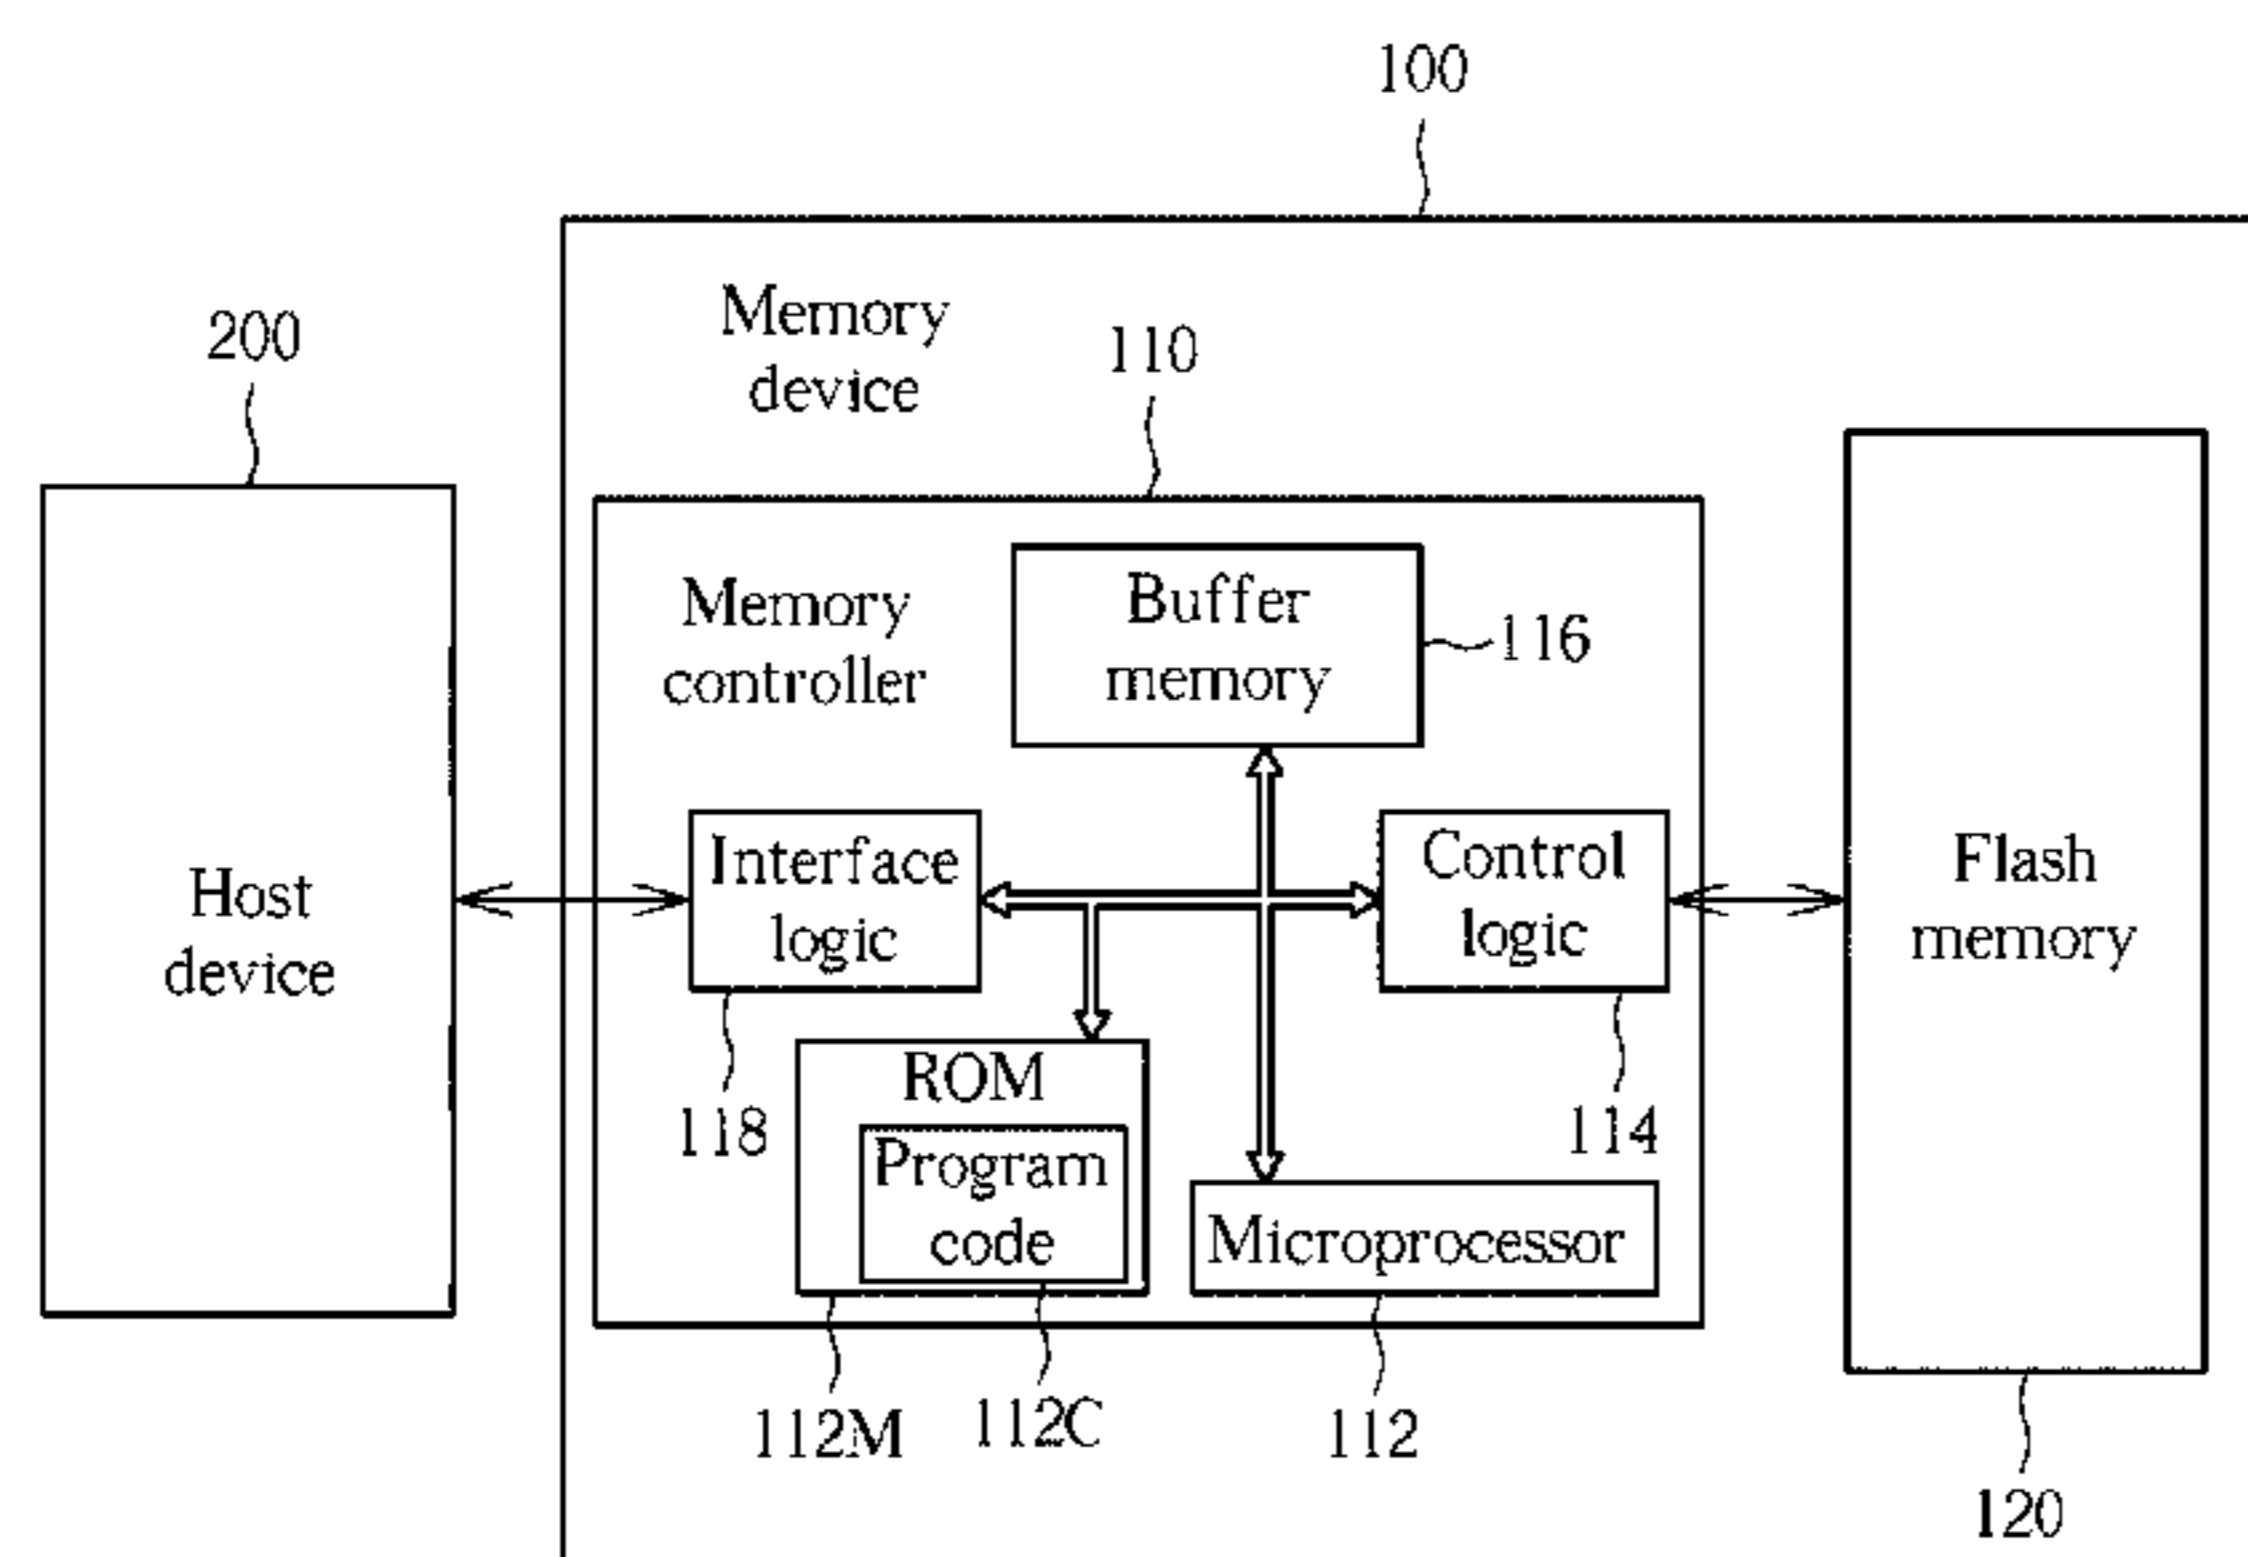 100
Memory
device
200
110
Memory
controller
Buffer
memory
116
Interface
logic
Control
logic
Flash
memory
Host
device
118
ROM
114
Program
code
Microprocessor
112M
112C
112
120